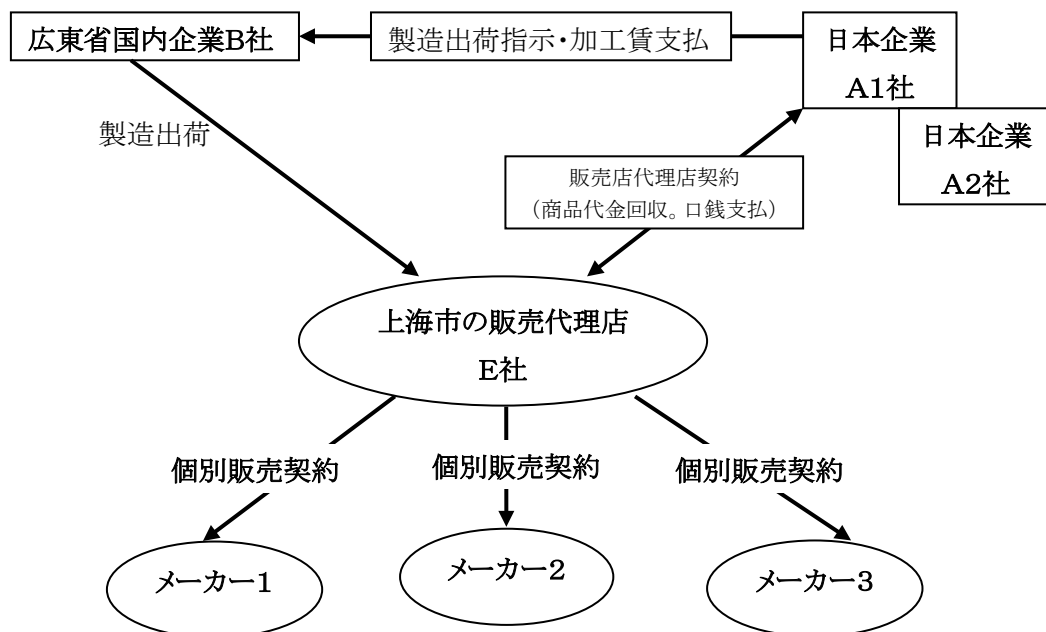 広東省国内企業B社
製造出荷指示・加工賃支払
日本企業
A1社
日本企業
A2社
製造出荷
販売店代理店契約
（商品代金回収。口銭支払）
上海市の販売代理店
E社
個別販売契約
個別販売契約
個別販売契約
メーカー1
メーカー2
メーカー3